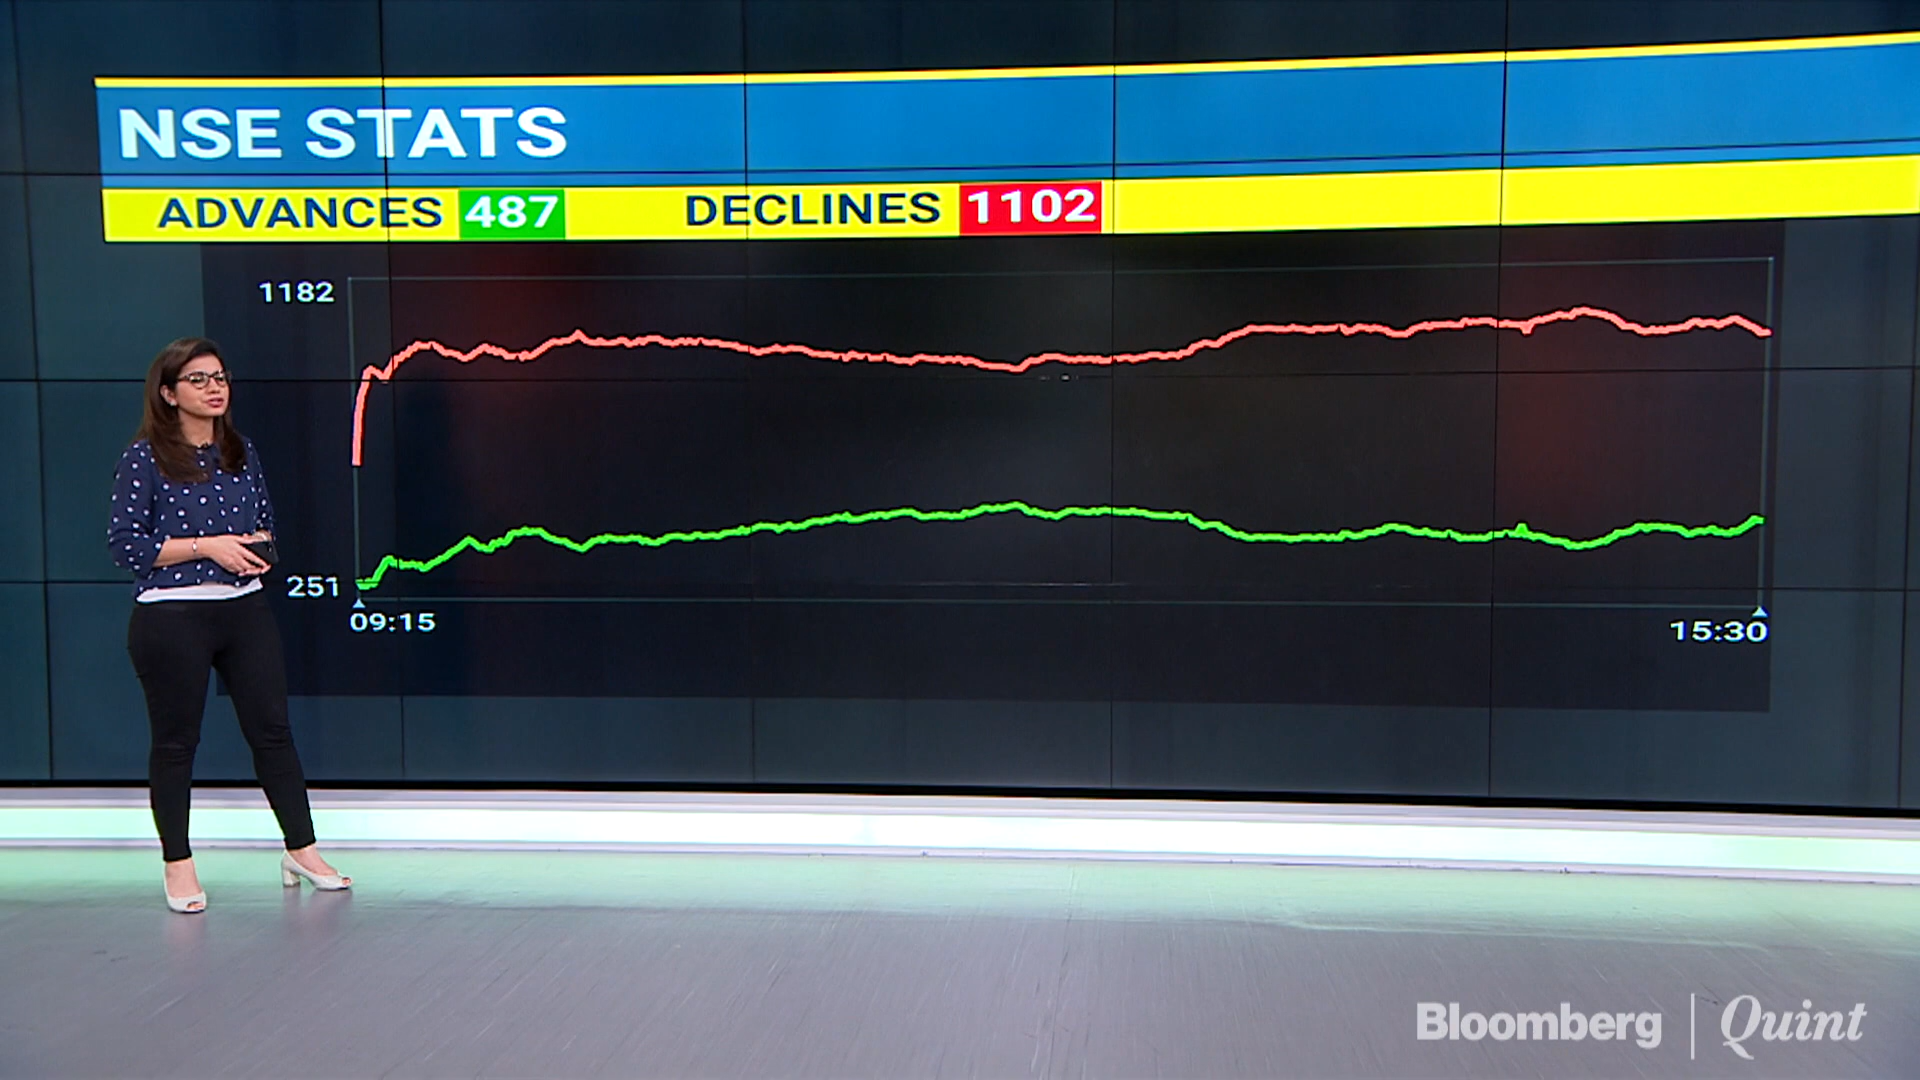 NSE STATS
ADVANCES 487 DECLINES 1102
1182
251
09:15
15:30
Bloomberg | Quint